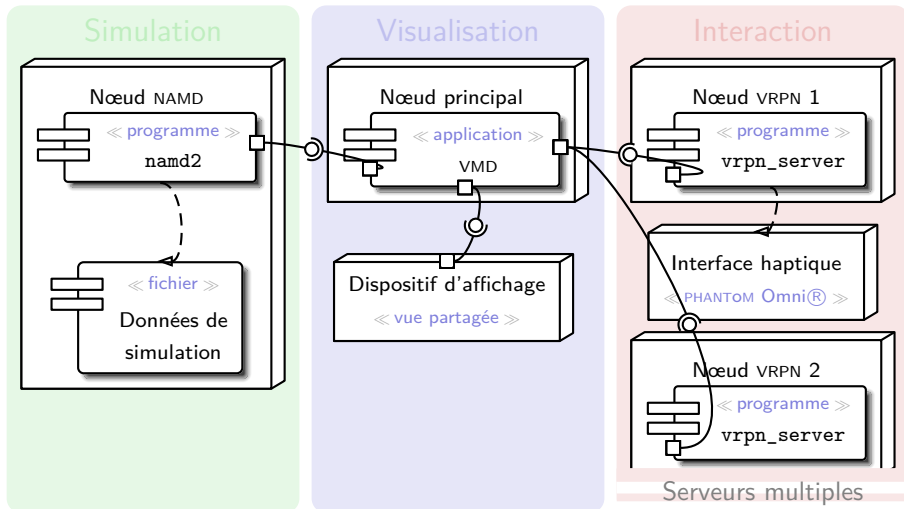 Simulation
Nœud NAMD
≪ programme ≫
namd2
≪ fichier ≫
Données de
simulation
Visualisation
Nœud principal
≪ application ≫
VMD
Dispositif d'affichage
≪ vue partagée ≫
Interaction
Nœud VRPN 1
≪ programme ≫
vrpn_server
Interface haptique
≪ PHANTOM Omni® ≫
Nœud VRPN 2
≪ programme ≫
vrpn_server
Serveurs multiples